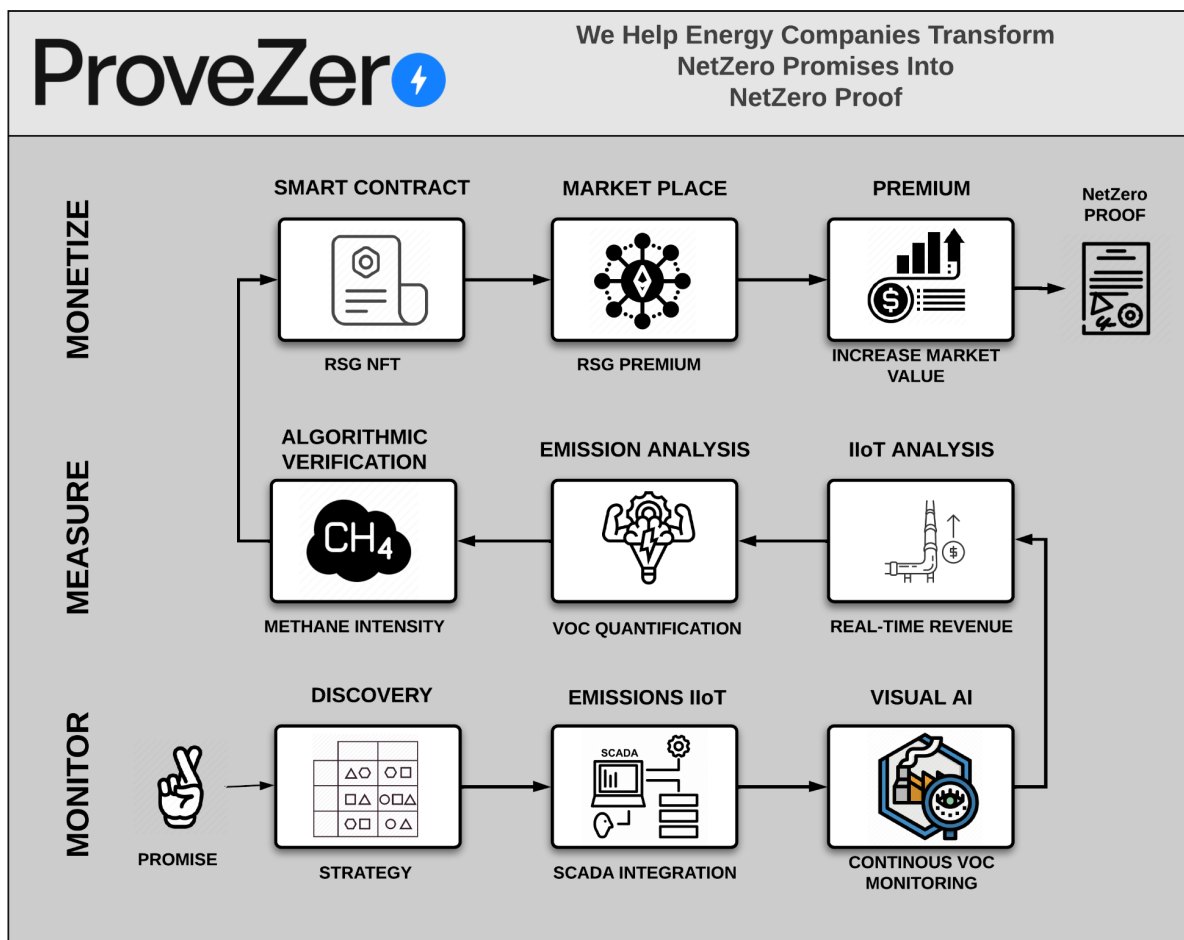 ProveZero
We Help Energy Companies Transform
NetZero Promises Into
NetZero Proof
MONETIZE
SMART CONTRACT
RSG NFT
MARKET PLACE
RSG PREMIUM
PREMIUM
INCREASE MARKET
VALUE
NetZero
PROOF
MEASURE
ALGORITHMIC
VERIFICATION
CH4
METHANE INTENSITY
EMISSION ANALYSIS
VOC QUANTIFICATION
IIoT ANALYSIS
$
REAL-TIME REVENUE
MONITOR
PROMISE
DISCOVERY
STRATEGY
EMISSIONS IIoT
SCADA
SCADA INTEGRATION
VISUAL AI
CONTINOUS VOC
MONITORING